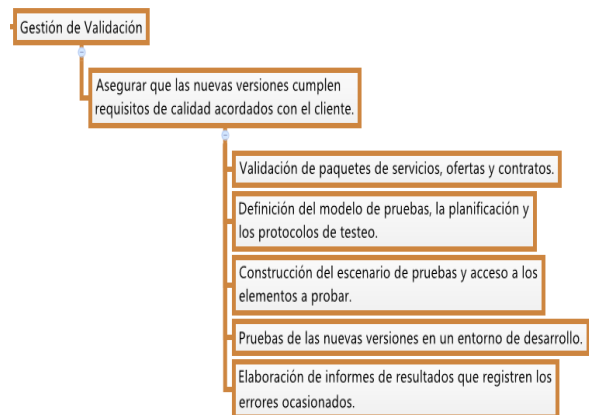 Gestión de Validación
Asegurar que las nuevas versiones cumplen
requisitos de calidad acordados con el cliente.
Validación de paquetes de servicios, ofertas y contratos.
Definición del modelo de pruebas, la planificación y
los protocolos de testeo.
Construcción del escenario de pruebas y acceso a los
elementos a probar.
Pruebas de las nuevas versiones en un entorno de desarrollo.
Elaboración de informes de resultados que registren los
errores ocasionados.